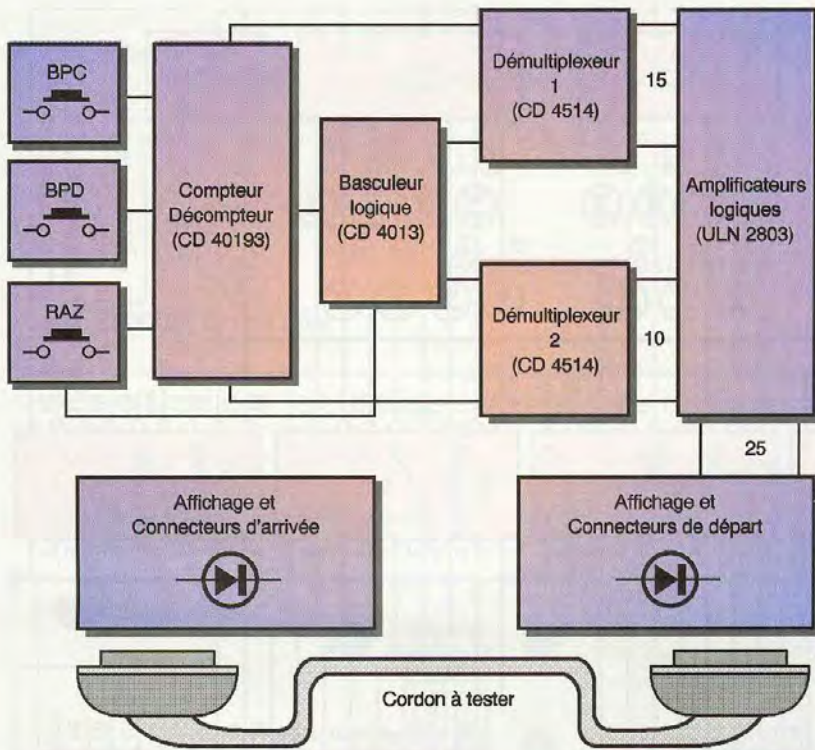 BPC
BPD
RAZ
Compteur
Décompteur
(CD 40193)
Basculeur
logique
(CD 4013)
Démultiplexeur
1
(CD 4514)
15
Démultiplexeur
2
(CD 4514)
10
Amplificateurs
logiques
(ULN 2803)
25
Affichage et
Connecteurs d'arrivée
Affichage et
Connecteurs de départ
Cordon à tester